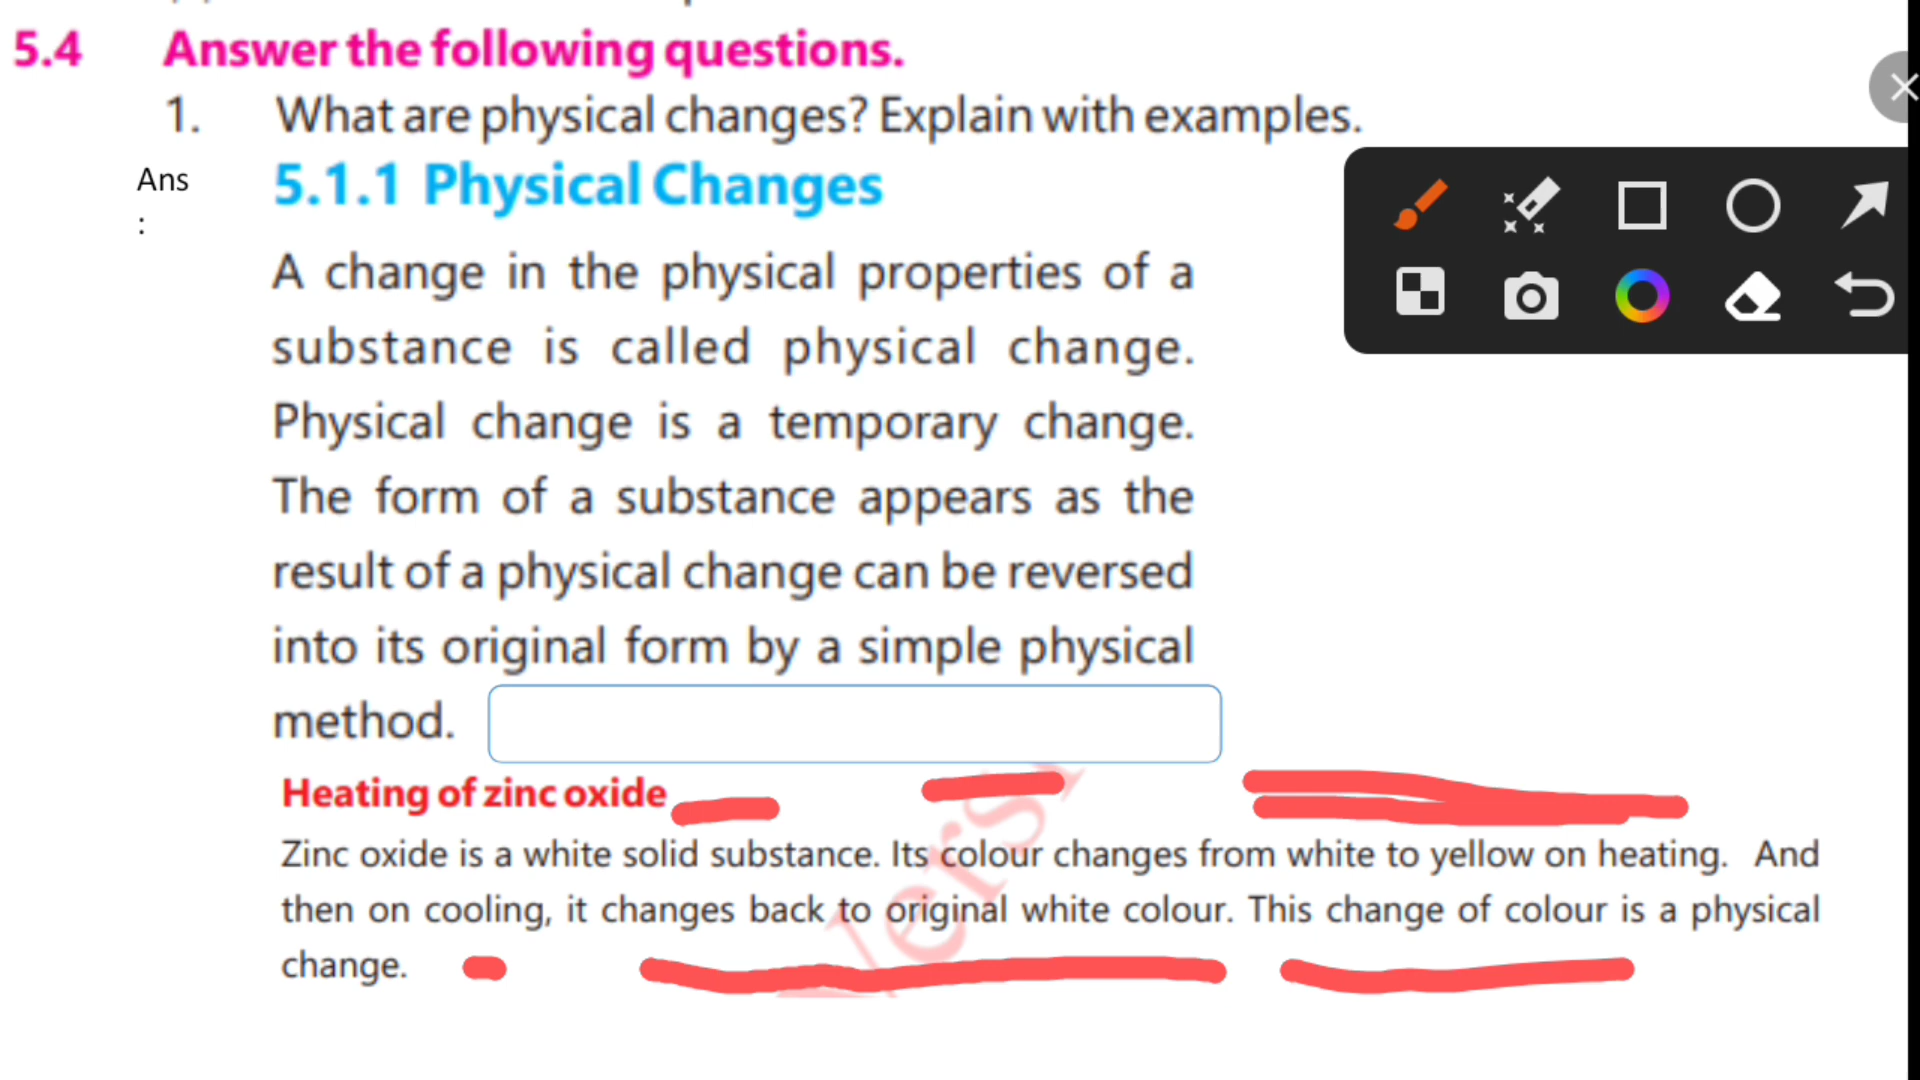 5.4 Answer the following questions.
1. What are physical changes? Explain with examples.
Ans
:
5.1.1 Physical Changes
A change in the physical properties of a
substance is called physical change.
Physical change is a temporary change.
The form of a substance appears as the
result of a physical change can be reversed
into its original form by a simple physical
method.
Heating of zinc oxide
Zinc oxide is a white solid substance. Its colour changes from white to yellow on heating. And
then on cooling, it changes back to original white colour. This change of colour is a physical
change.